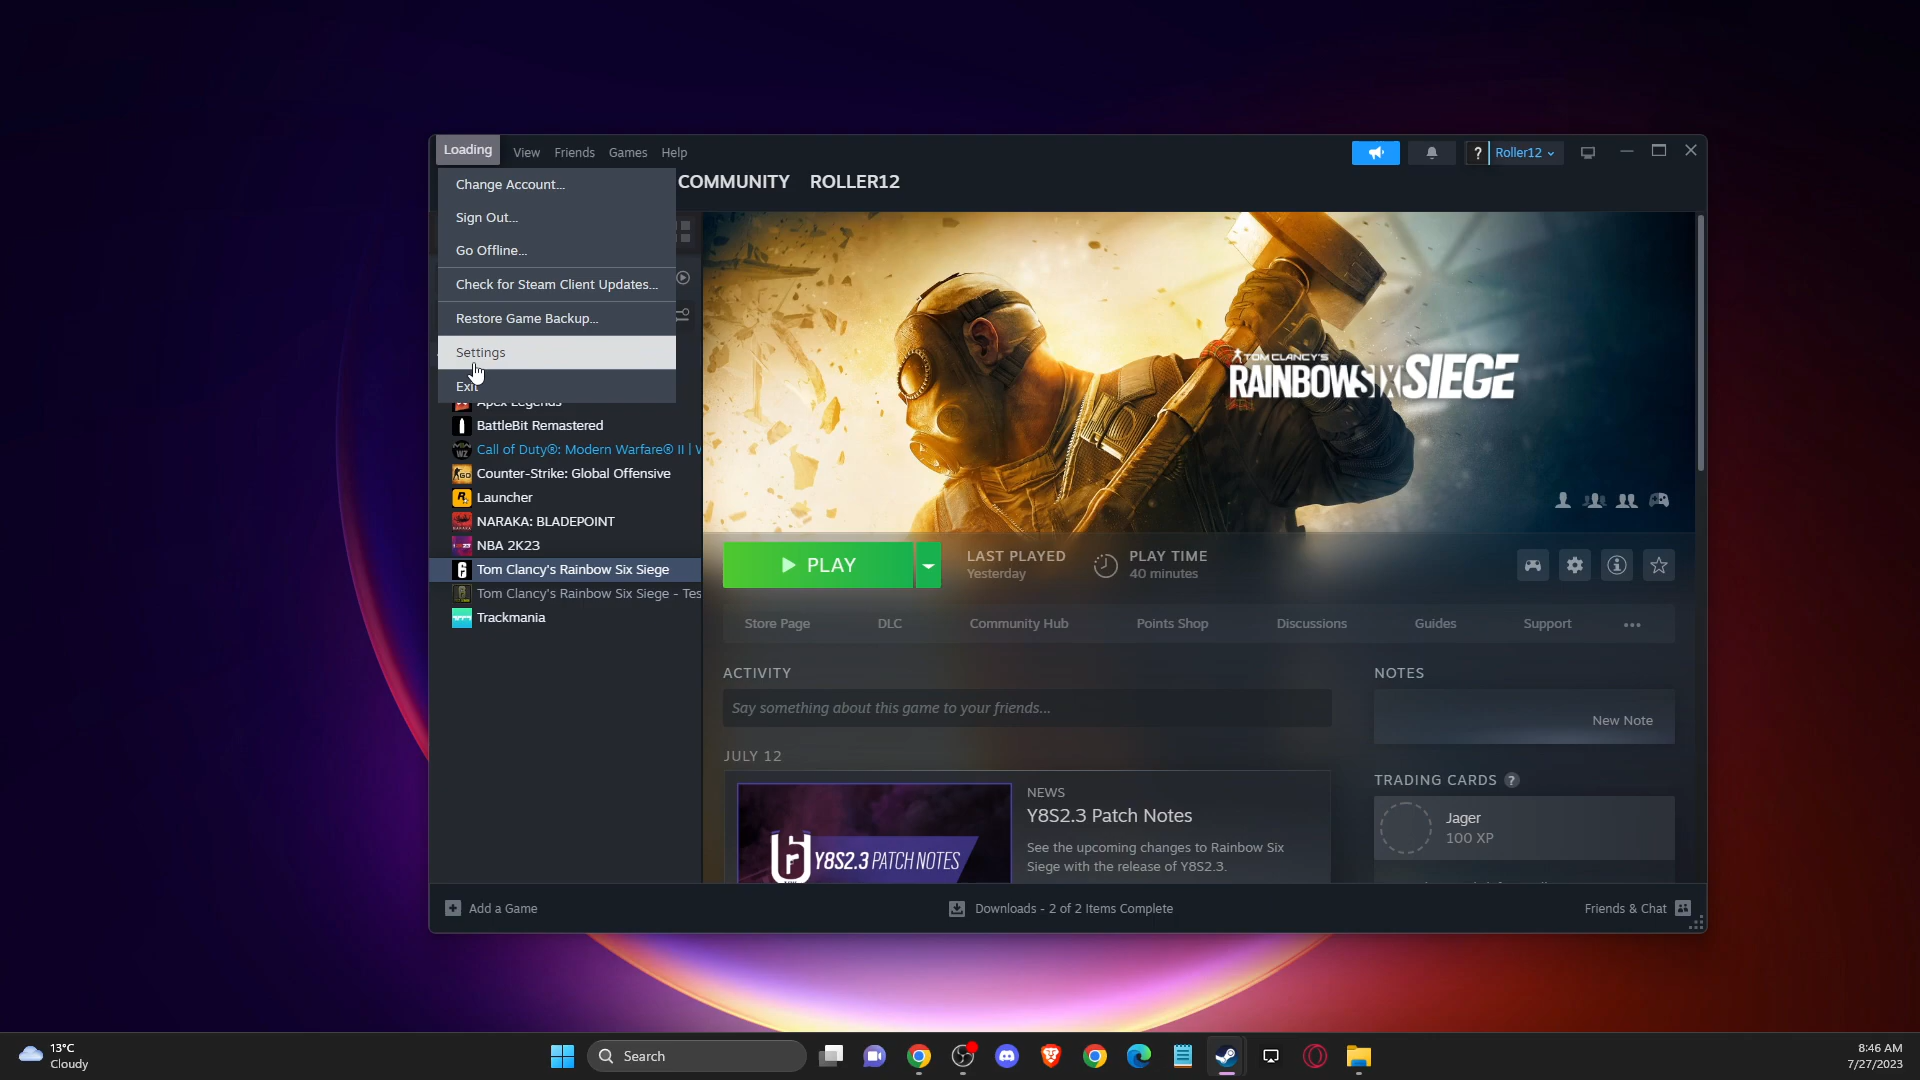 Loading View Friends Games Help
? Roller12
Change Account...
Sign Out...
Go Offline...
Check for Steam Client Updates...
Restore Game Backup...
Settings
Exit
COMMUNITY ROLLER12
Apex Legends
BattleBit Remastered
Call of Duty®: Modern Warfare® II |
Counter-Strike: Global Offensive
Launcher
NARAKA: BLADEPOINT
NBA 2K23
Tom Clancy's Rainbow Six Siege
Tom Clancy's Rainbow Six Siege - Tes
Trackmania
TOM CLANCY'S
RAINBOW SIX SIEGE
PLAY
LAST PLAYED
Yesterday
PLAY TIME
40 minutes
Store Page DLC Community Hub Points Shop Discussions Guides Support •••
ACTIVITY
Say something about this game to your friends...
JULY 12
Y8S2.3 PATCH NOTES
NEWS
Y8S2.3 Patch Notes
See the upcoming changes to Rainbow Six
Siege with the release of Y8S2.3.
NOTES
New Note
TRADING CARDS ?
Jager
100 XP
Add a Game
Downloads - 2 of 2 Items Complete
Friends & Chat
13°C
Cloudy
Search
8:46 AM
7/27/2023